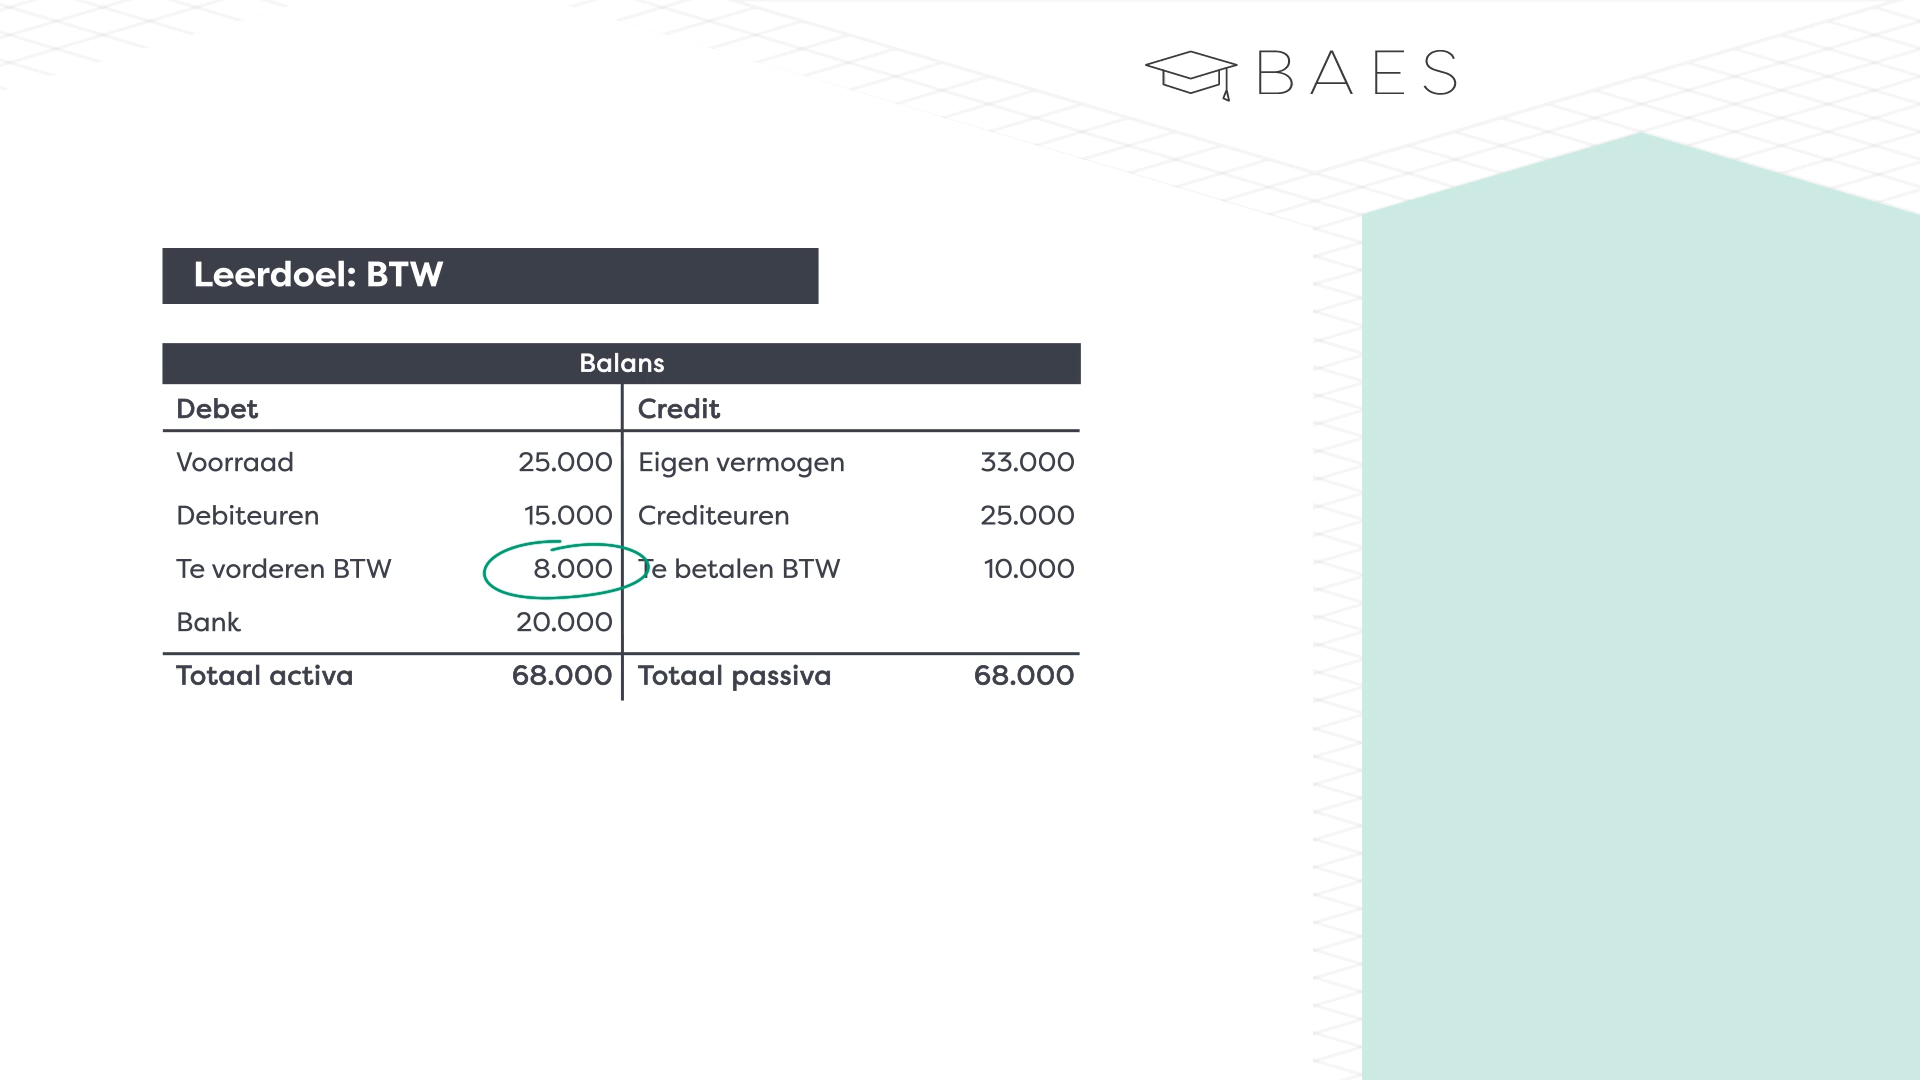 BAES
Leerdoel: BTW
Balans
Debet Credit
Voorraad 25.000 Eigen vermogen 33.000
Debiteuren 15.000 Crediteuren 25.000
Te vorderen BTW 8.000 Te betalen BTW 10.000
Bank 20.000
Totaal activa 68.000 Totaal passiva 68.000